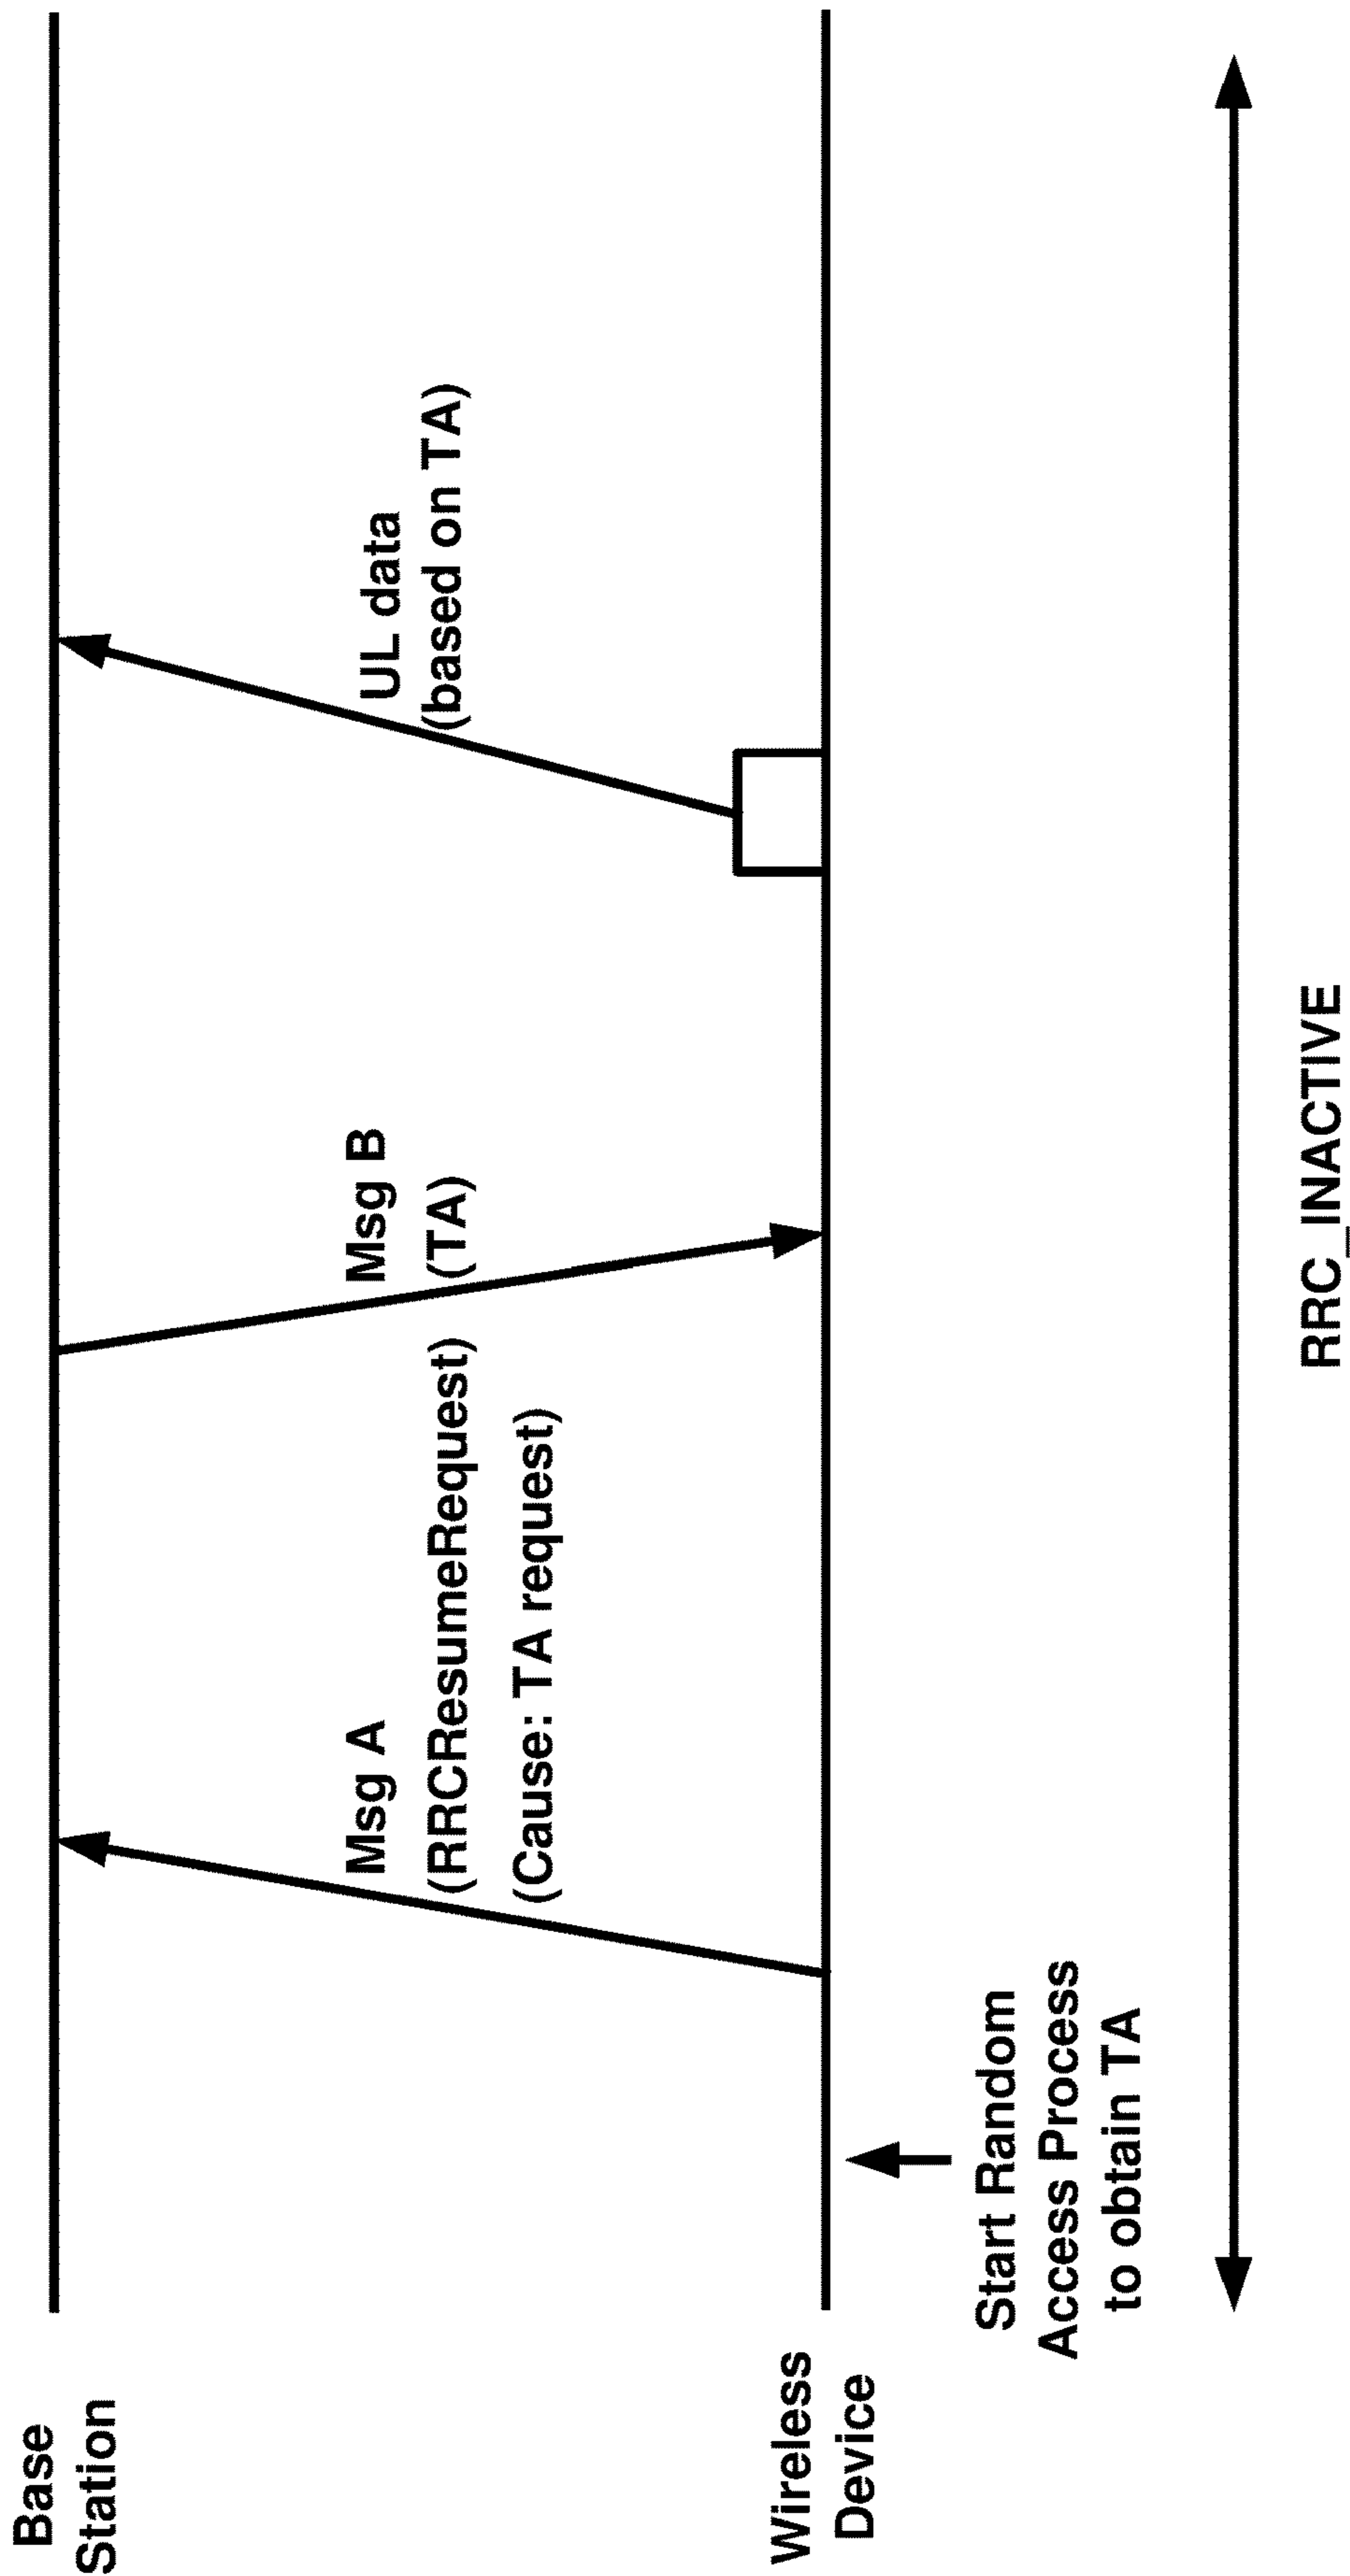 Base
Station
Msg A
(RRCResumeRequest)
(Cause: TA request)
Msg B
(TA)
UL data
(based on TA)
Wireless
Device
Start Random
Access Process
to obtain TA
RRC_INACTIVE